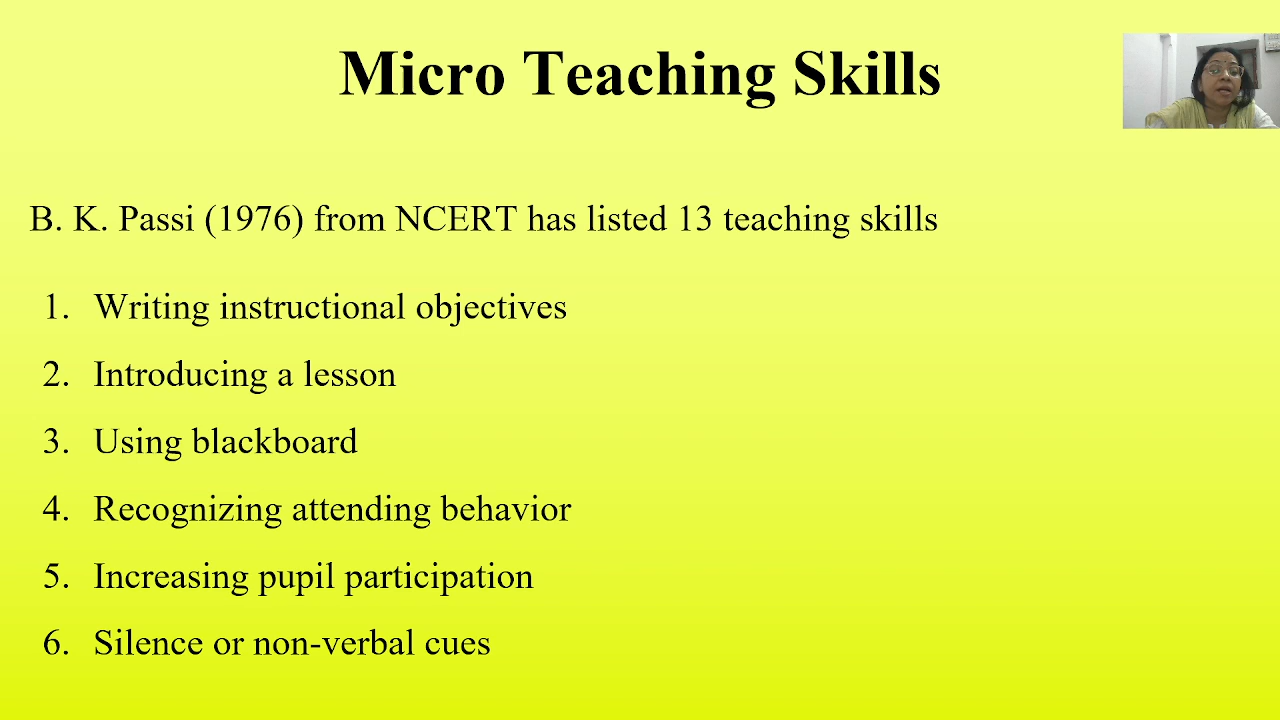 Micro Teaching Skills
B. K. Passi (1976) from NCERT has listed 13 teaching skills
1. Writing instructional objectives
2. Introducing a lesson
3. Using blackboard
4. Recognizing attending behavior
5. Increasing pupil participation
6. Silence or non-verbal cues